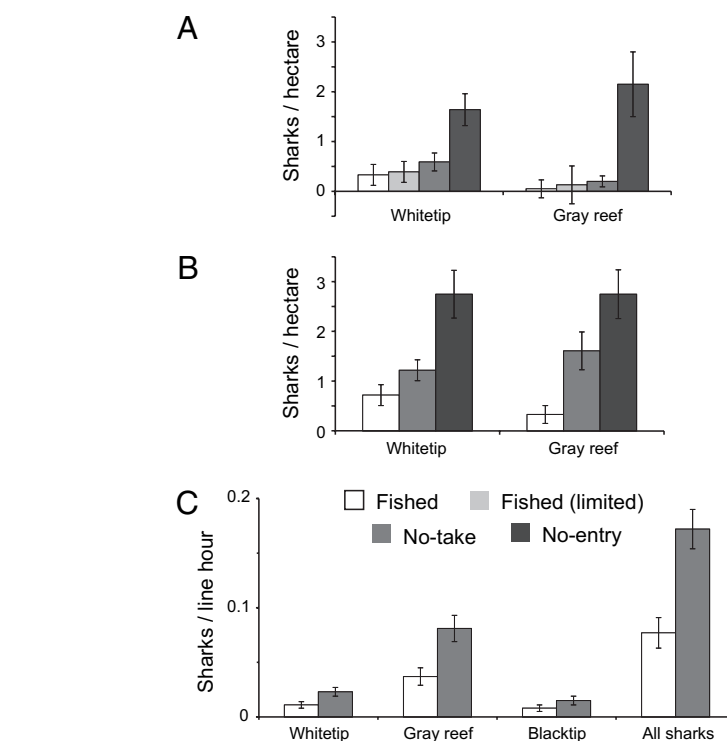 A
Sharks / hectare
3
2
1
0
Whitetip Gray reef
B
Sharks / hectare
3
2
1
0
Whitetip Gray reef
C
Sharks / line hour
0.2
0.1
0
Fished Fished (limited)
No-take No-entry
Whitetip Gray reef Blacktip All sharks